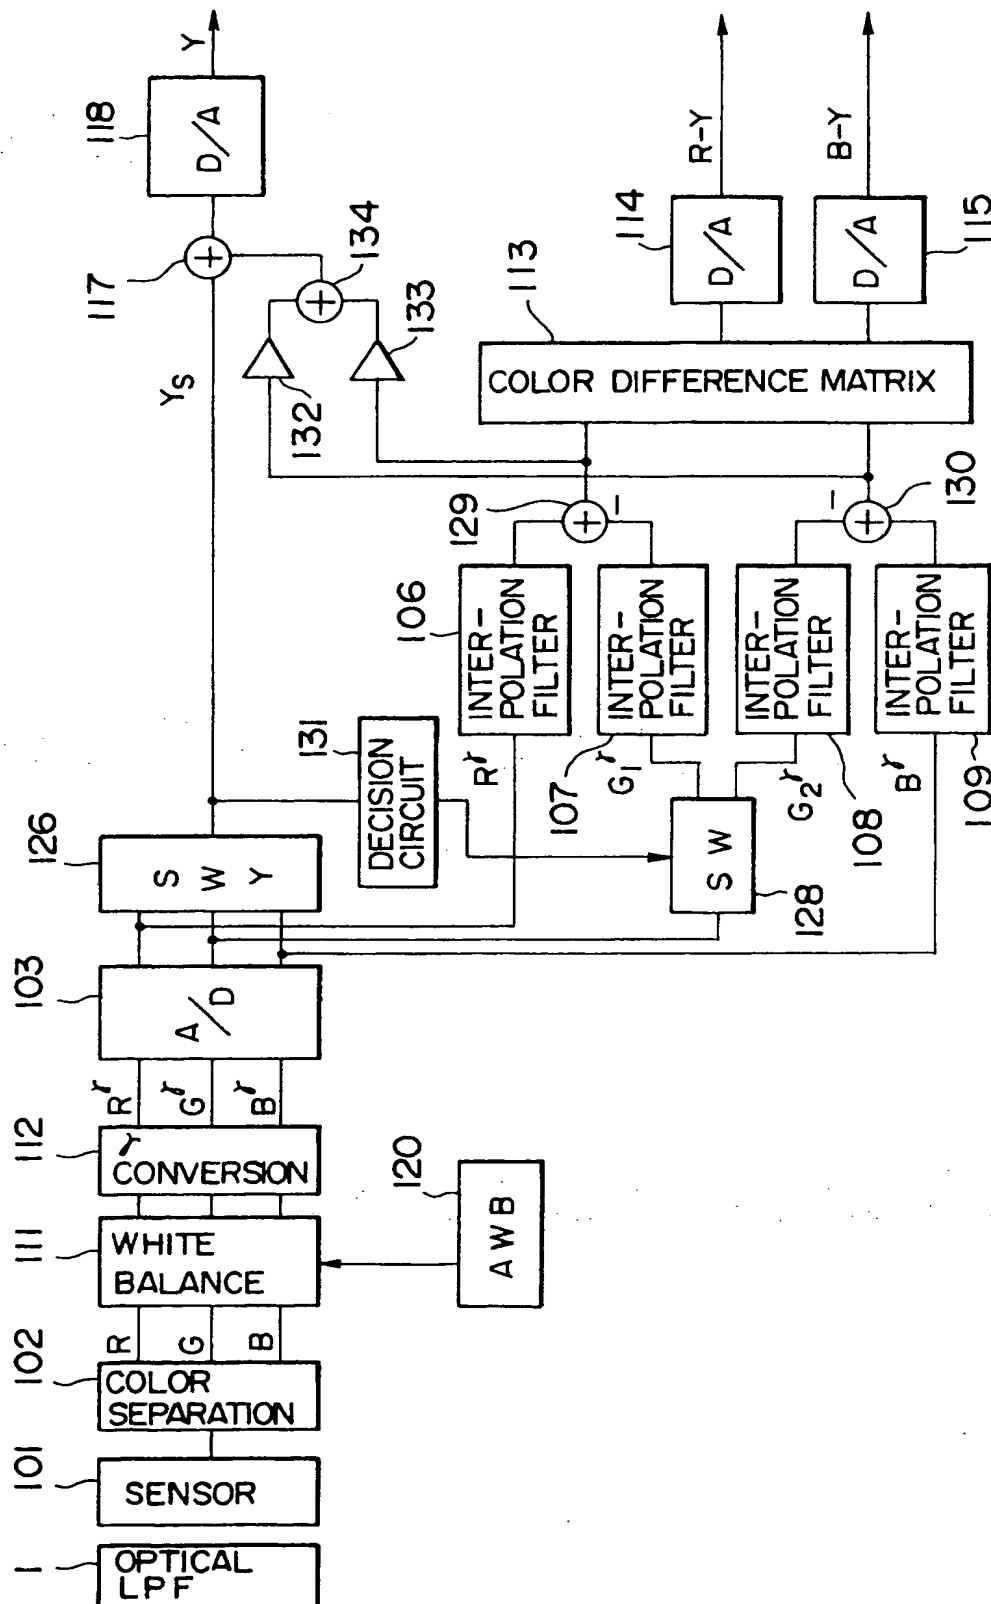 1
OPTICAL
LPF
101
SENSOR
102
COLOR
SEPARATION
R
G
B
111
WHITE
BALANCE
120
AWB
112
γ
CONVERSION
Rᵞ
Gᵞ
Bᵞ
103
A/D
126
SWY
131
DECISION
CIRCUIT
128
SW
Rᵞ
G₁ᵞ
G₂ᵞ
Bᵞ
106
INTER-
POLATION
FILTER
107
INTER-
POLATION
FILTER
108
INTER-
POLATION
FILTER
109
INTER-
POLATION
FILTER
129
+
−
130
+
−
YS
132
133
134
+
117
+
113
COLOR DIFFERENCE MATRIX
118
D/A
Y
114
D/A
R-Y
115
D/A
B-Y